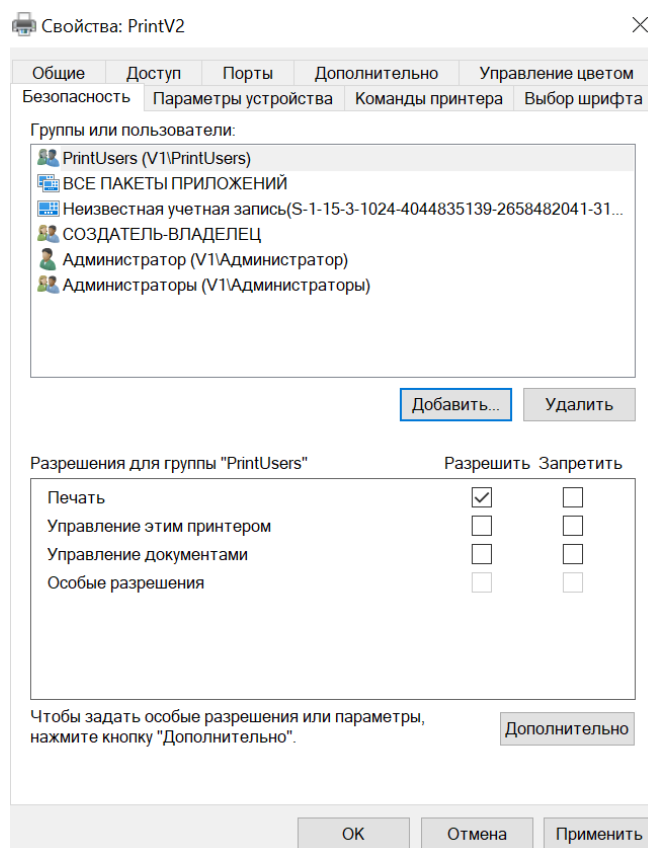 Свойства: PrintV2
Общие Доступ Порты Дополнительно Управление цветом
Безопасность Параметры устройства Команды принтера Выбор шрифта
Группы или пользователи:
PrintUsers (V1\PrintUsers)
ВСЕ ПАКЕТЫ ПРИЛОЖЕНИЙ
Неизвестная учетная запись(S-1-15-3-1024-4044835139-2658482041-31...
СОЗДАТЕЛЬ-ВЛАДЕЛЕЦ
Администратор (V1\Администратор)
Администраторы (V1\Администраторы)
Добавить... Удалить
Разрешения для группы "PrintUsers" Разрешить Запретить
Печать
Управление этим принтером
Управление документами
Особые разрешения
Чтобы задать особые разрешения или параметры,
нажмите кнопку "Дополнительно".
Дополнительно
ОК Отмена Применить